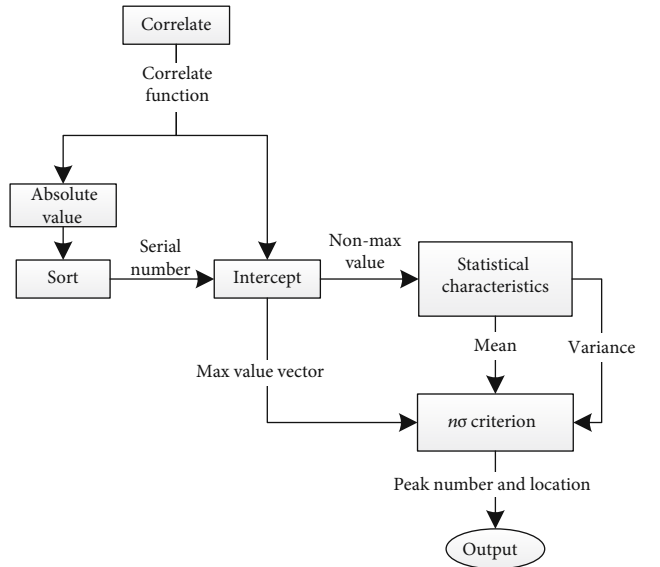 Correlate
Correlate
function
Absolute
value
Serial
number
Non-max
value
Sort
Intercept
Statistical
characteristics
Mean
Variance
Max value vector
nσ criterion
Peak number and location
Output